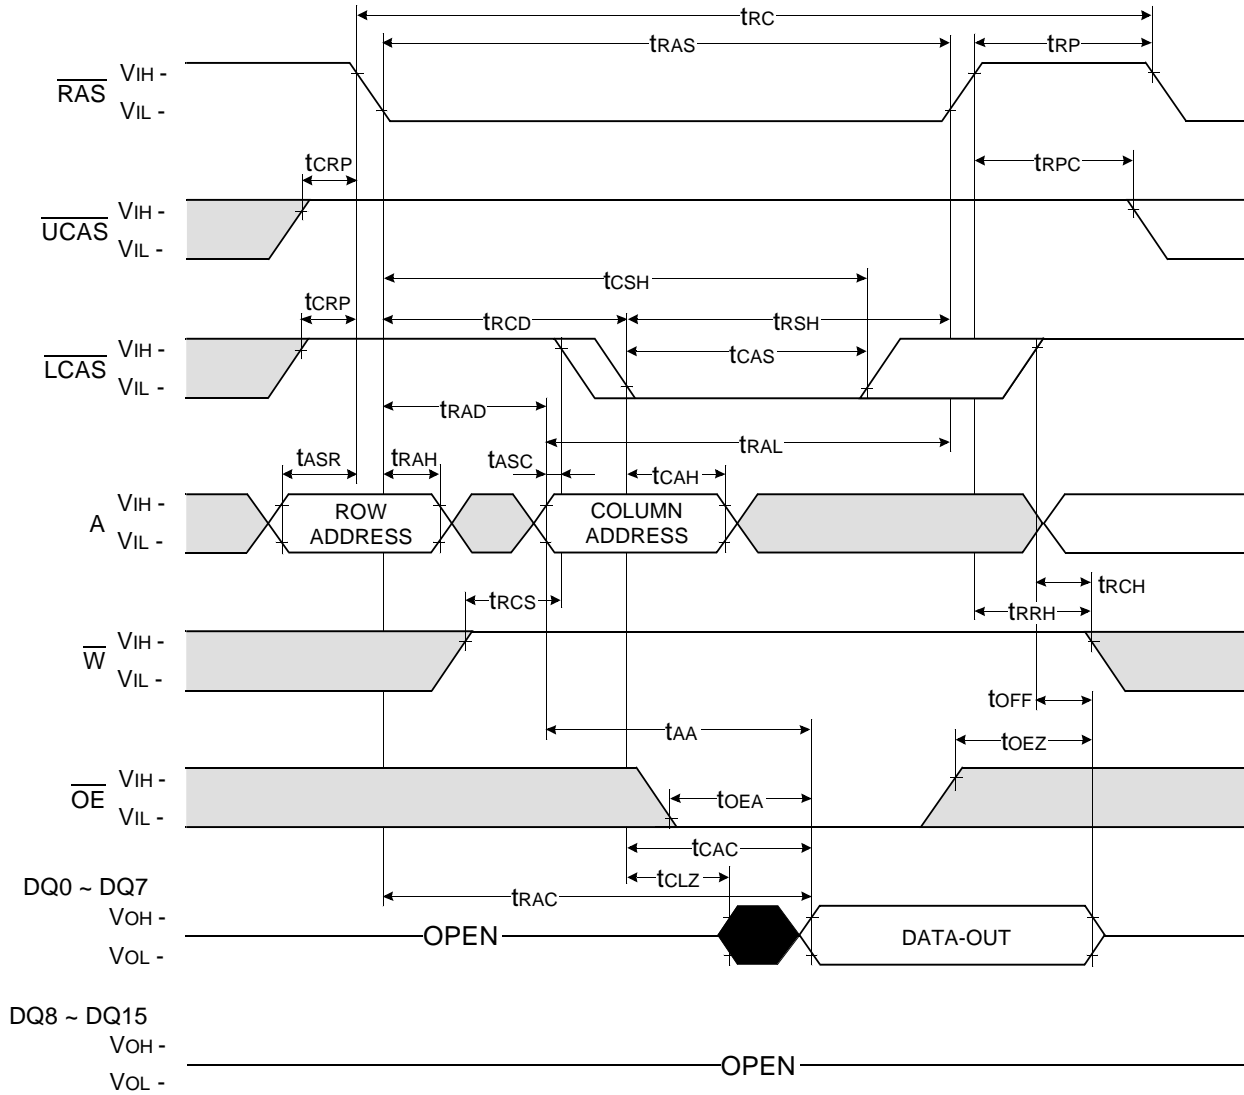 tRC
tRAS
tRP
RAS
VIH -
VIL -
tCRP
tRPC
UCAS
VIH -
VIL -
tCSH
tCRP
tRCD
tRSH
LCAS
VIH -
VIL -
tCAS
tRAD
tRAL
tASR
tRAH
tASC
tCAH
A
VIH -
VIL -
ROW
ADDRESS
COLUMN
ADDRESS
tRCS
tRCH
tRRH
W
VIH -
VIL -
tOFF
tAA
tOEZ
OE
VIH -
VIL -
tOEA
tCAC
tCLZ
tRAC
DQ0 ~ DQ7
VOH -
VOL -
OPEN
DATA-OUT
DQ8 ~ DQ15
VOH -
VOL -
OPEN